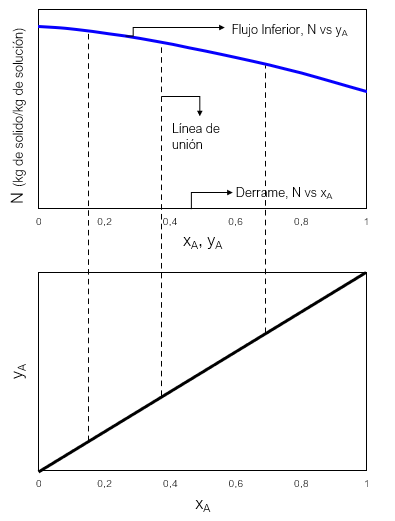 N (kg de solido/kg de solución)
Flujo Inferior, N vs yA
Línea de
unión
Derrame, N vs xA
0 0,2 0,4 0,6 0,8 1
xA, yA
yA
0 0,2 0,4 0,6 0,8 1
xA